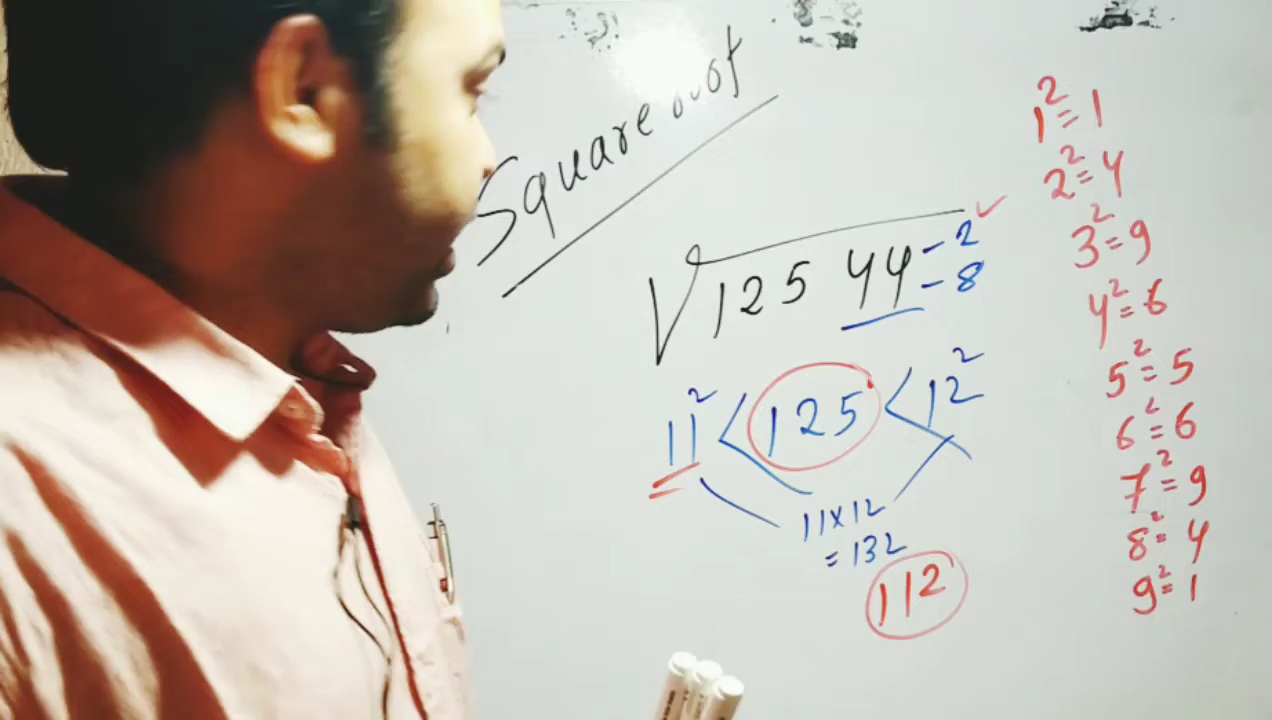 Square root
√12544 - 2 ✓
- 8
11² < 125 < 12²
11×12
= 132
112
1² = 1
2² = 4
3² = 9
4² = 6
5² = 5
6² = 6
7² = 9
8² = 4
9² = 1